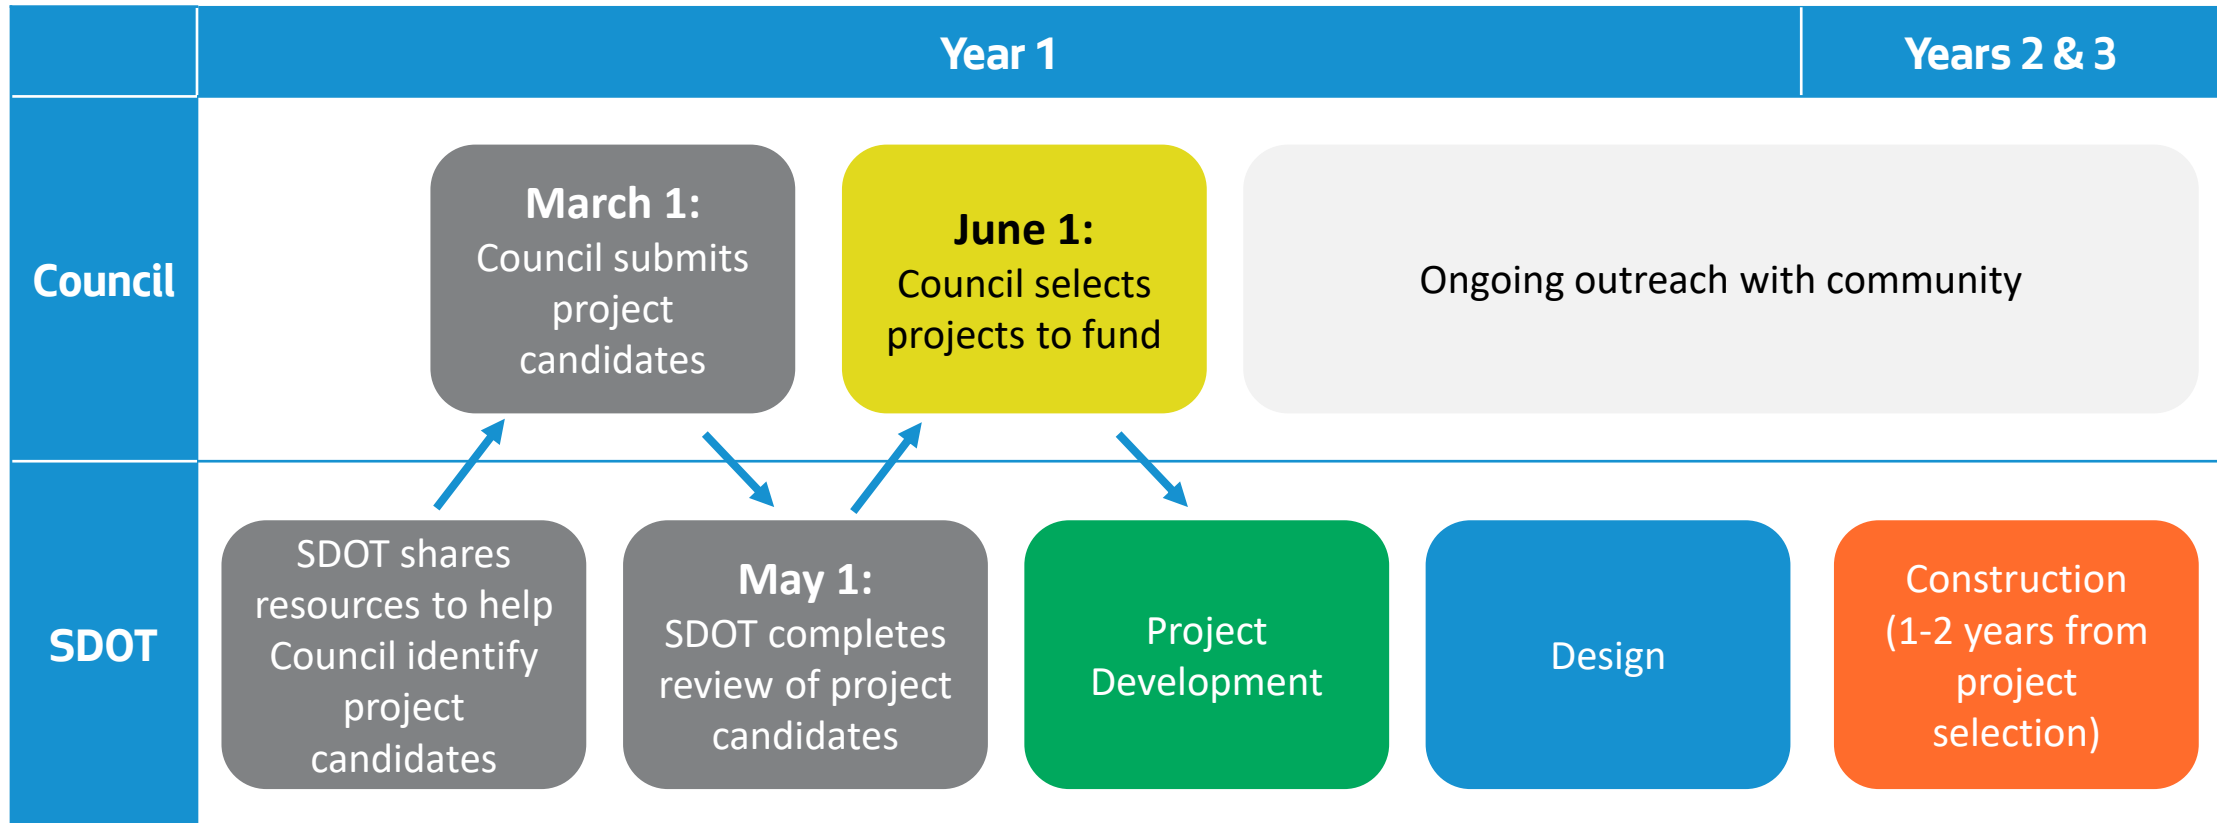 Year 1
Years 2 & 3
Council
March 1:
Council submits
project
candidates
June 1:
Council selects
projects to fund
Ongoing outreach with community
SDOT
SDOT shares
resources to help
Council identify
project
candidates
May 1:
SDOT completes
review of project
candidates
Project
Development
Design
Construction
(1-2 years from
project
selection)